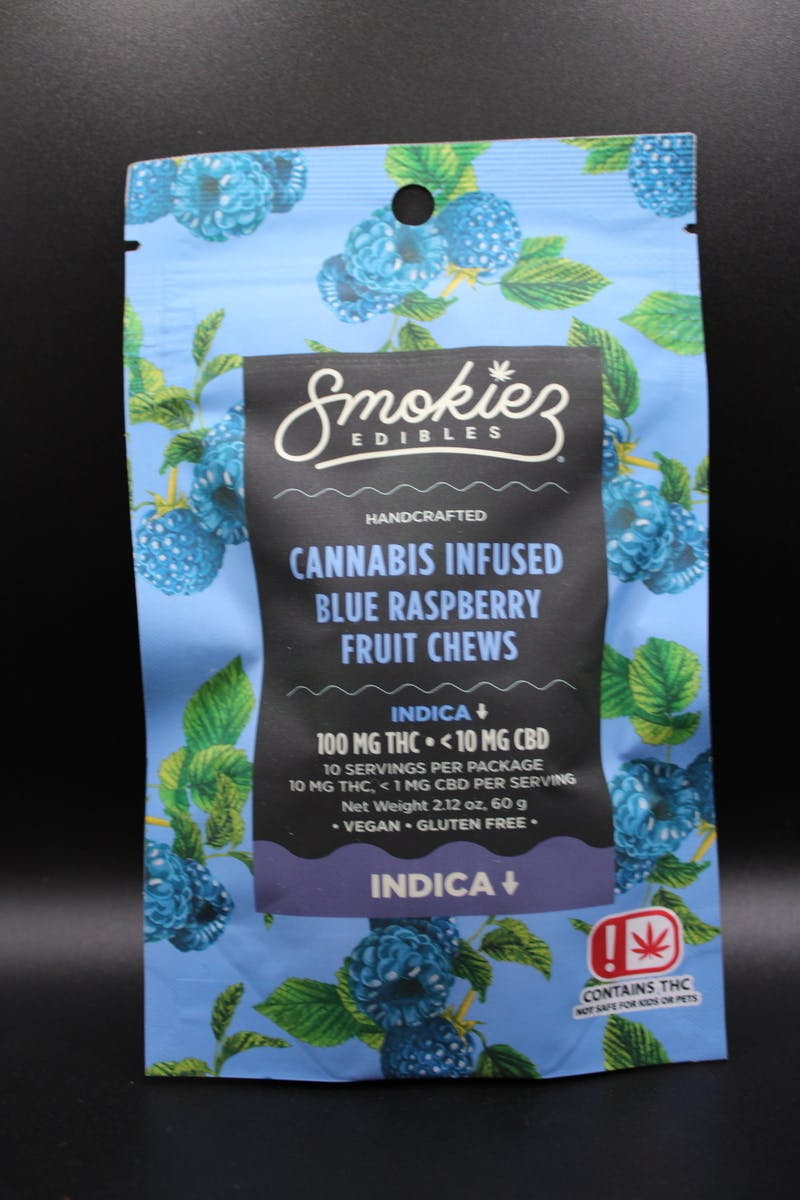 Smokiez
EDIBLES
HANDCRAFTED
CANNABIS INFUSED
BLUE RASPBERRY
FRUIT CHEWS
INDICA ↓
100 MG THC • < 10 MG CBD
10 SERVINGS PER PACKAGE
10 MG THC, < 1 MG CBD PER SERVING
Net Weight 2.12 oz, 60 g
• VEGAN • GLUTEN FREE •
INDICA ↓
!
CONTAINS THC
NOT SAFE FOR KIDS OR PETS